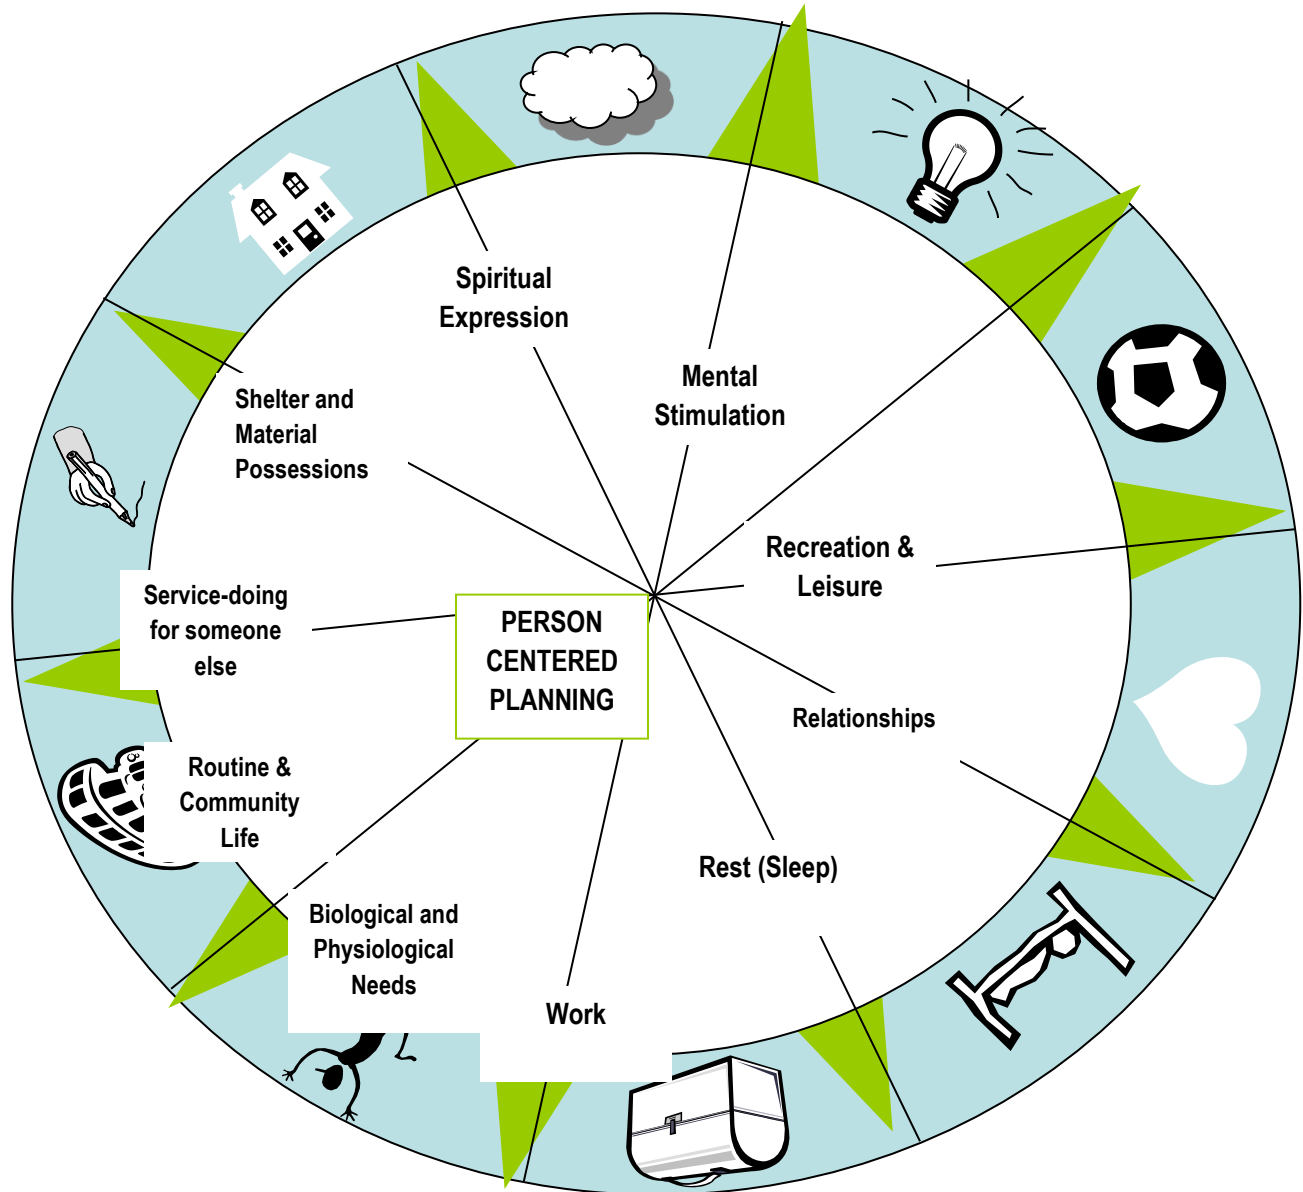 Spiritual
Expression
Mental
Stimulation
Shelter and
Material
Possessions
Recreation &
Leisure
Service-doing
for someone
else
PERSON
CENTERED
PLANNING
Relationships
Routine &
Community
Life
Rest (Sleep)
Biological and
Physiological
Needs
Work